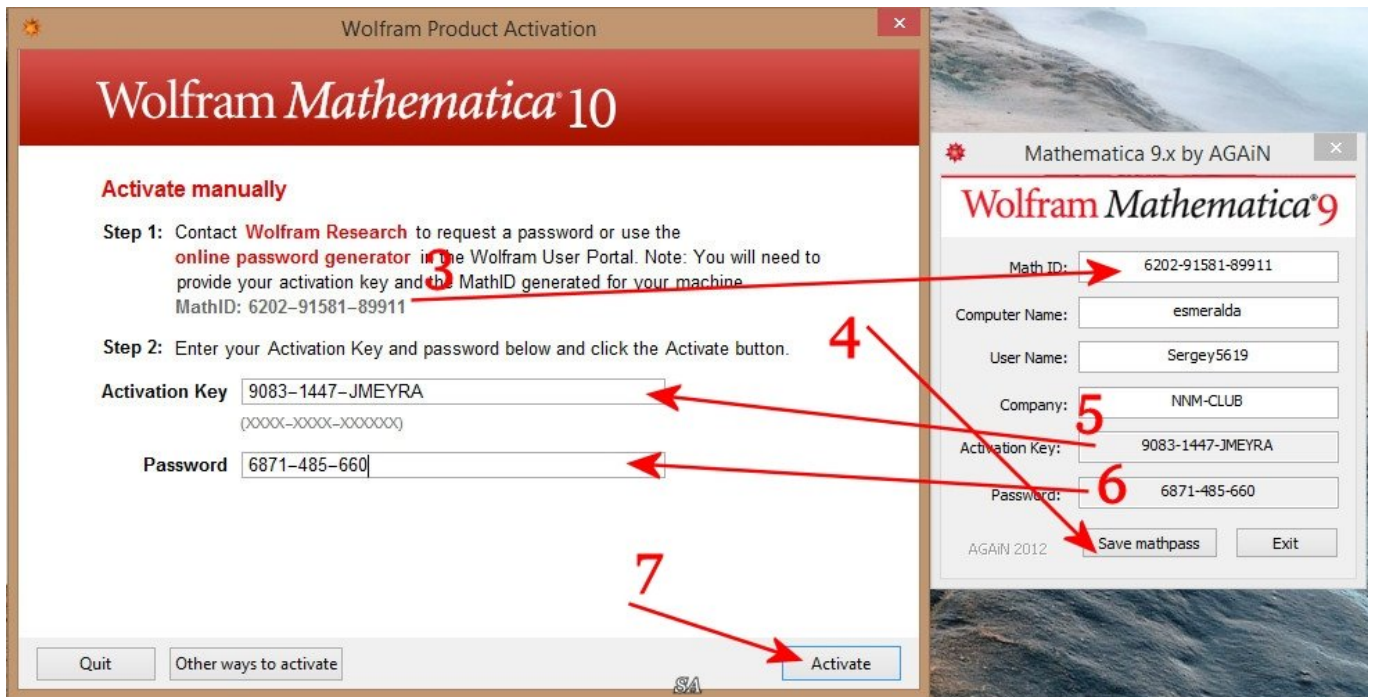 Wolfram Product Activation
Wolfram Mathematica® 10
Activate manually
Step 1: Contact Wolfram Research to request a password or use the
online password generator in the Wolfram User Portal. Note: You will need to
provide your activation key and the MathID generated for your machine.
MathID: 6202–91581–89911
3
Step 2: Enter your Activation Key and password below and click the Activate button.
Activation Key 9083–1447–JMEYRA
(XXXX–XXXX–XXXXXX)
Password 6871–485–660
7
Quit
Other ways to activate
Activate
SA
Mathematica 9.x by AGAiN
Wolfram Mathematica®9
Math ID: 6202-91581-89911
Computer Name: esmeralda
4
User Name: Sergey5619
Company: NNM-CLUB
5
Activation Key: 9083-1447-JMEYRA
Password: 6871-485-660
6
AGAiN 2012
Save mathpass
Exit